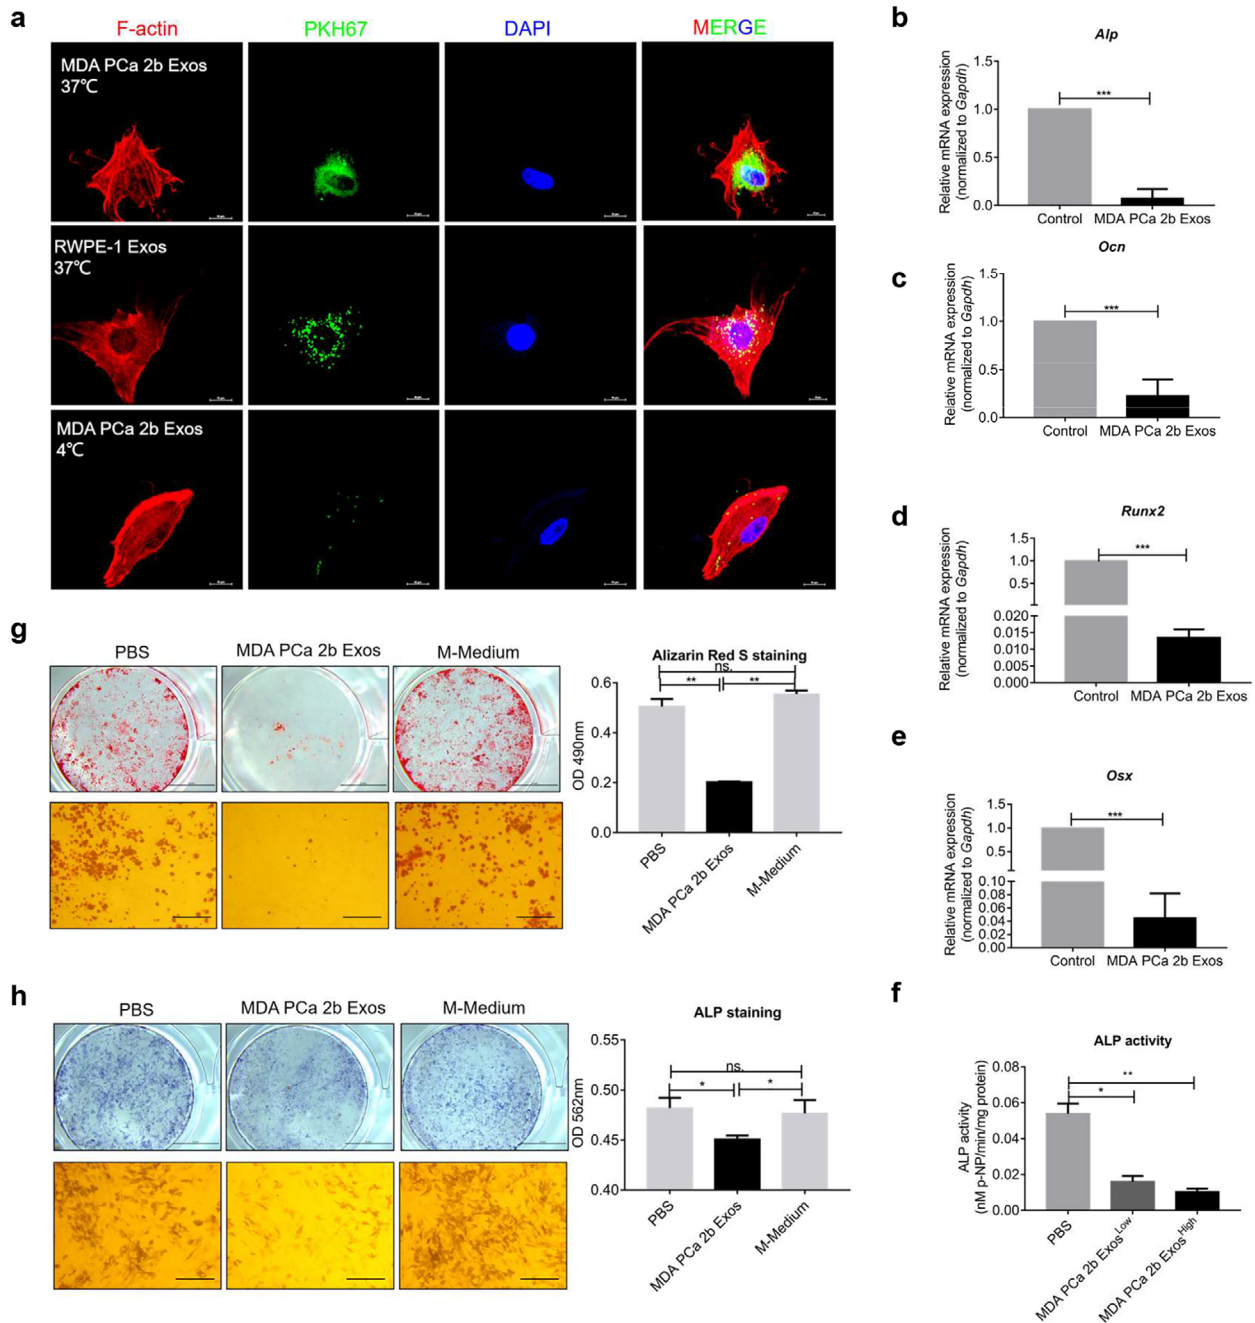 a
F-actin
PKH67
DAPI
MERGE
MDA PCa 2b Exos
37℃
RWPE-1 Exos
37℃
MDA PCa 2b Exos
4℃
b
Alp
Relative mRNA expression
(normalized to Gapdh)
1.5
1.0
0.5
0.0
***
Control
MDA PCa 2b Exos
c
Ocn
Relative mRNA expression
(normalized to Gapdh)
1.5
1.0
0.5
0.0
***
Control
MDA PCa 2b Exos
d
Runx2
Relative mRNA expression
(normalized to Gapdh)
1.5
1.0
0.5
0.020
0.015
0.010
0.005
0.000
***
Control
MDA PCa 2b Exos
e
Osx
Relative mRNA expression
(normalized to Gapdh)
1.5
1.0
0.5
0.10
0.08
0.06
0.04
0.02
0.00
***
Control
MDA PCa 2b Exos
f
ALP activity
ALP activity
(nM p-NP/min/mg protein)
0.08
0.06
0.04
0.02
0.00
**
*
PBS
MDA PCa 2b Exos Low
MDA PCa 2b Exos High
g
PBS
MDA PCa 2b Exos
M-Medium
Alizarin Red S staining
ns.
**
**
OD 490nm
0.6
0.4
0.2
0.0
PBS
MDA PCa 2b Exos
M-Medium
h
PBS
MDA PCa 2b Exos
M-Medium
ALP staining
ns.
*
*
OD 562nm
0.55
0.50
0.45
0.40
PBS
MDA PCa 2b Exos
M-Medium